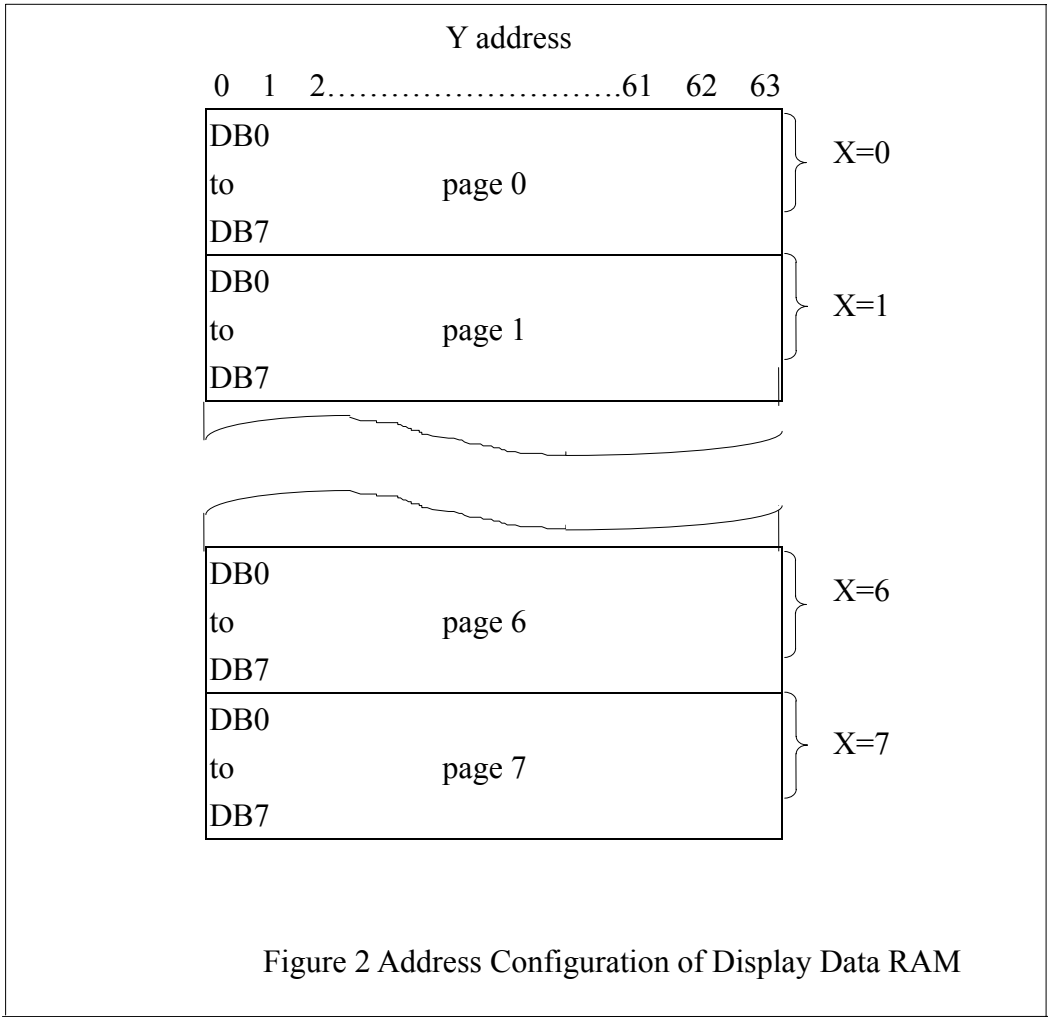 Y address
0 1 2……………………….61 62 63
DB0
X=0
to page 0
DB7
DB0
X=1
to page 1
DB7
DB0
X=6
to page 6
DB7
DB0
X=7
to page 7
DB7
Figure 2 Address Configuration of Display Data RAM